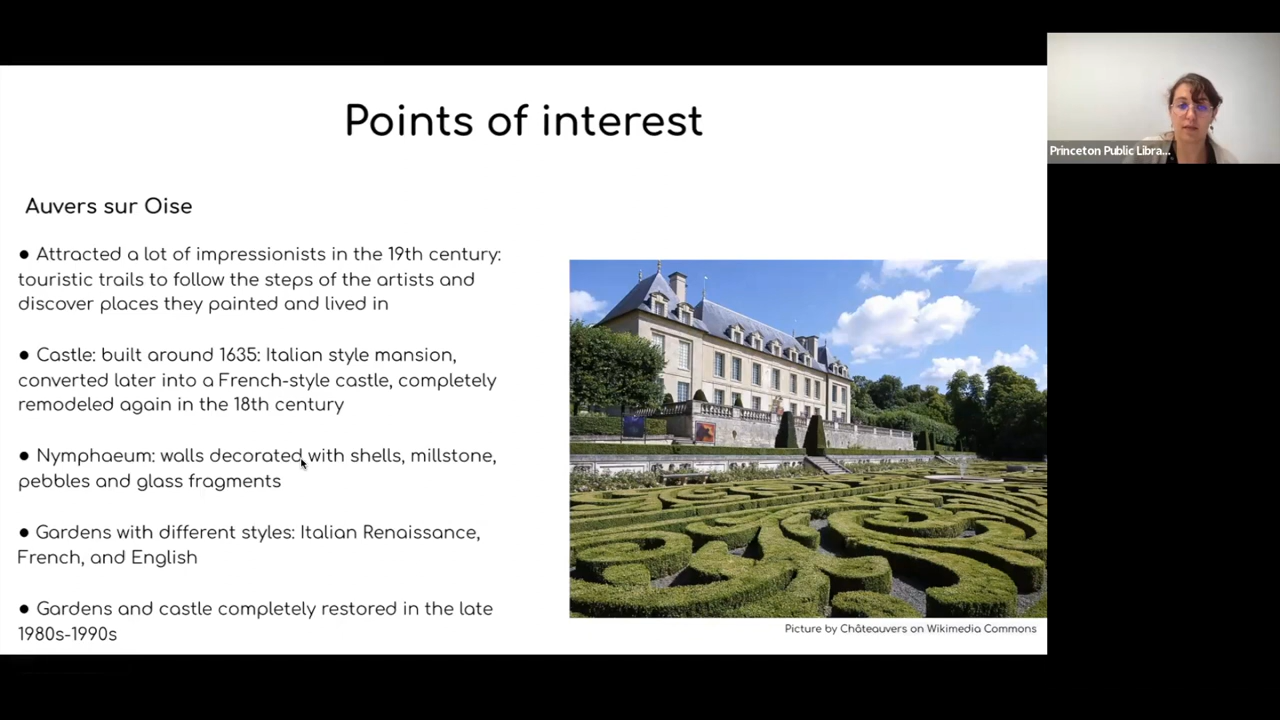 Points of interest
Princeton Public Libra...
Auvers sur Oise
● Attracted a lot of impressionists in the 19th century:
touristic trails to follow the steps of the artists and
discover places they painted and lived in
● Castle: built around 1635: Italian style mansion,
converted later into a French-style castle, completely
remodeled again in the 18th century
● Nymphaeum: walls decorated with shells, millstone,
pebbles and glass fragments
● Gardens with different styles: Italian Renaissance,
French, and English
● Gardens and castle completely restored in the late
1980s-1990s
Picture by Châteauvers on Wikimedia Commons